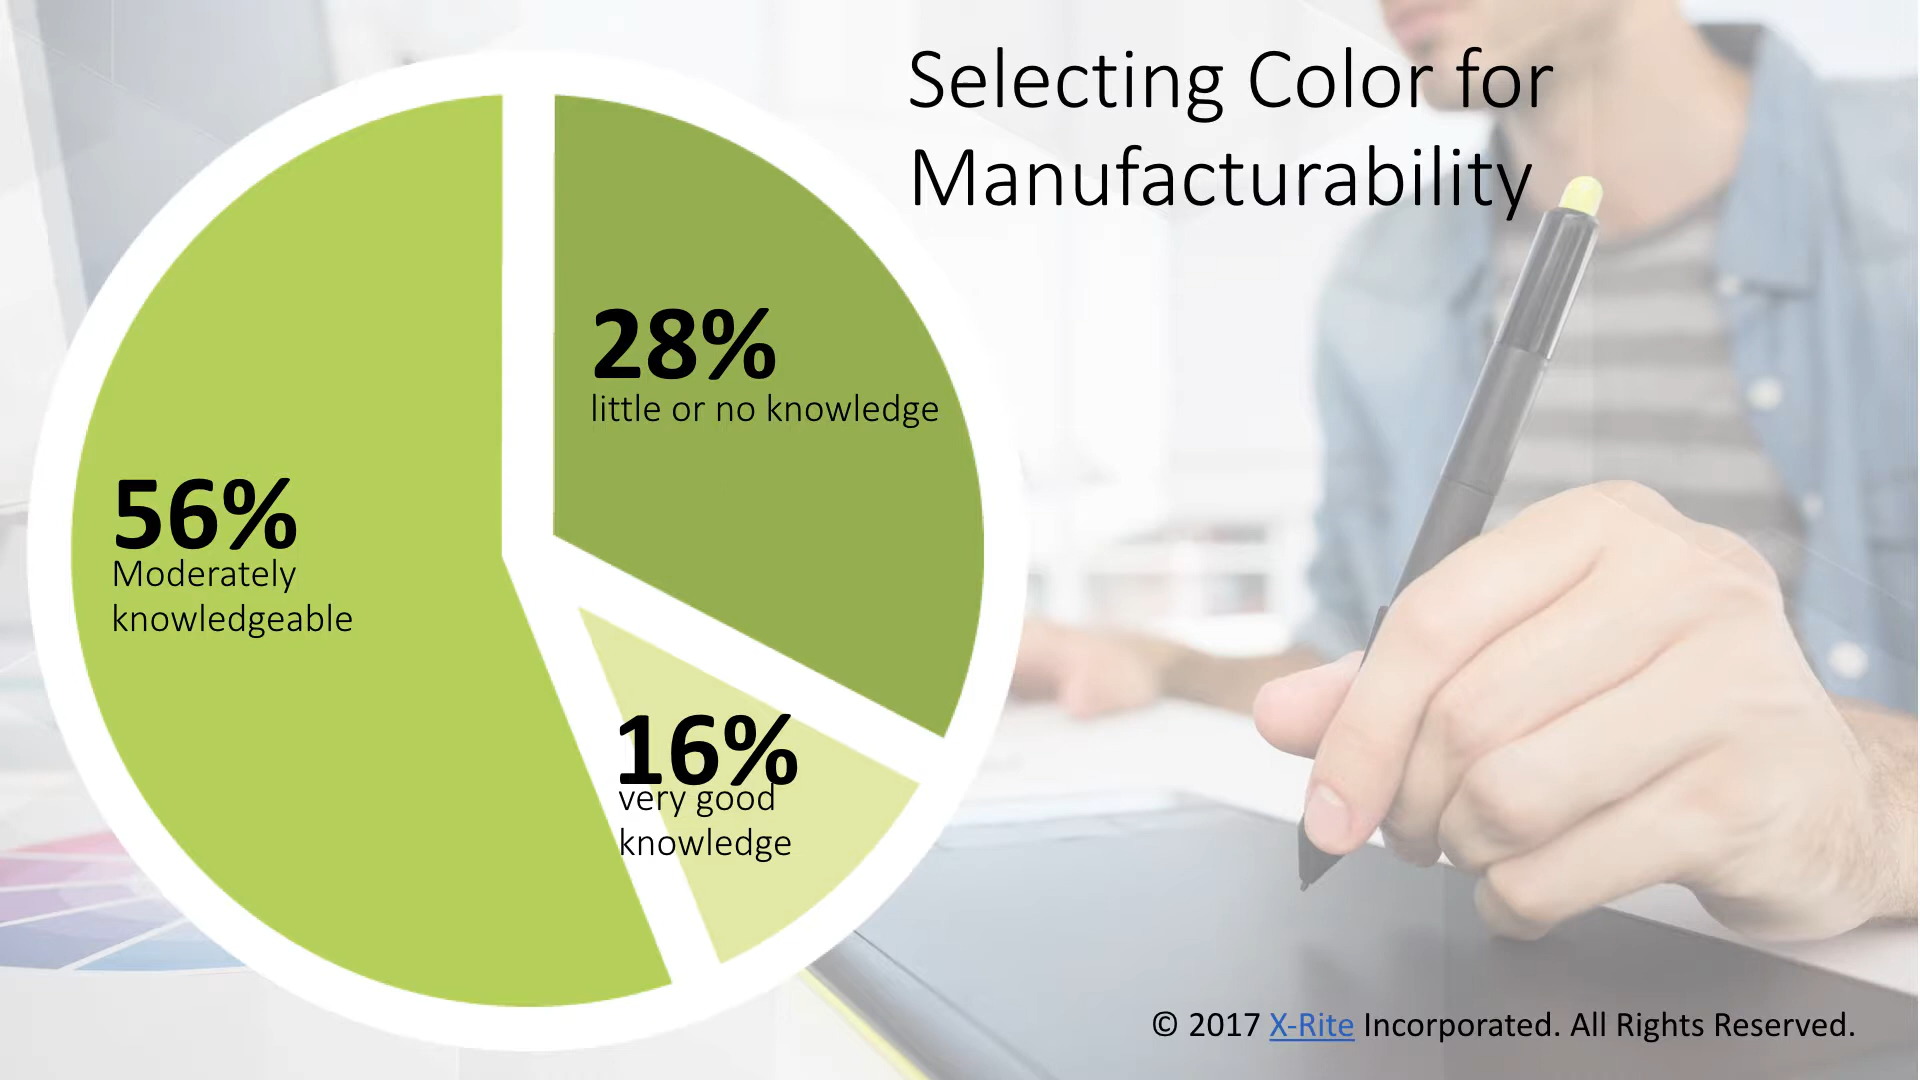 Selecting Color for
Manufacturability
28%
little or no knowledge
56%
Moderately
knowledgeable
16%
very good
knowledge
© 2017 X-Rite Incorporated. All Rights Reserved.